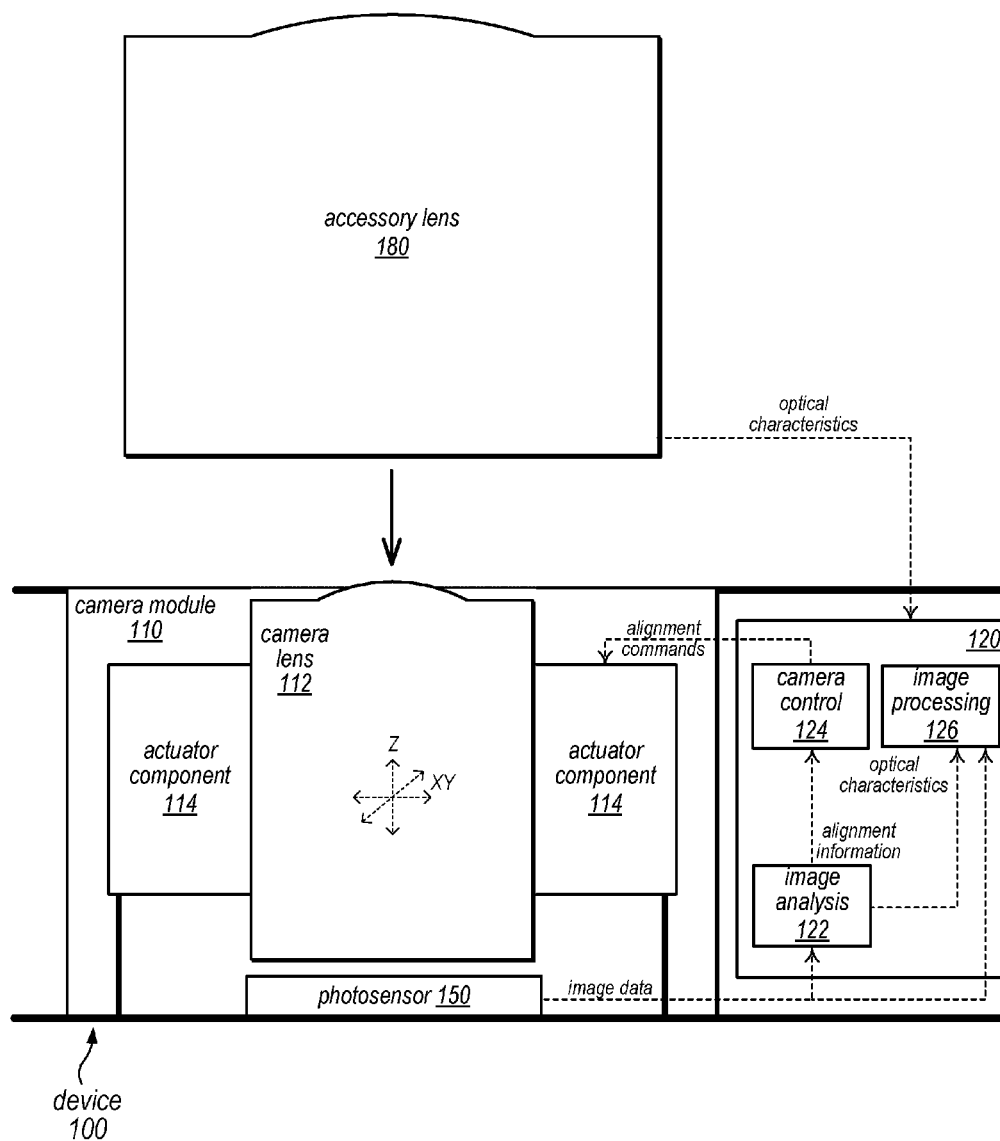 accessory lens
180
optical
characteristics
camera module
110
camera
lens
112
alignment
commands
120
camera
control
124
image
processing
126
actuator
component
114
Z
XY
actuator
component
114
optical
characteristics
alignment
information
image
analysis
122
photosensor 150
image data
device
100